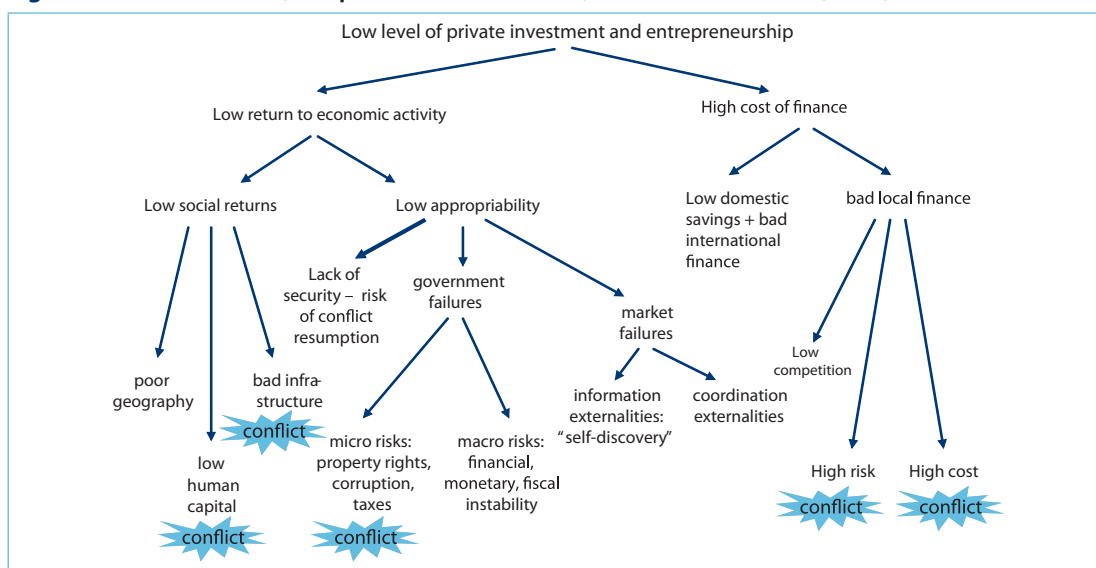 Low level of private investment and entrepreneurship
Low return to economic activity
High cost of finance
Low social returns
Low appropriability
Low domestic
savings + bad
international
finance
bad local finance
Lack of
security – risk
of conflict
resumption
government
failures
market
failures
Low
competition
poor
geography
bad infra-
structure
conflict
information
externalities:
“self-discovery”
coordination
externalities
low
human
capital
conflict
micro risks:
property rights,
corruption,
taxes
conflict
macro risks:
financial,
monetary, fiscal
instability
High risk
conflict
High cost
conflict